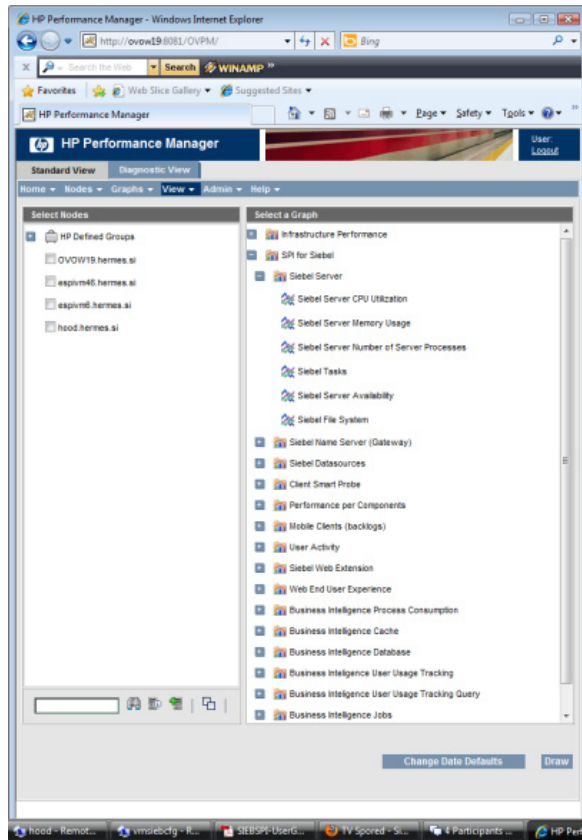 HP Performance Manager - Windows Internet Explorer
http://ovow19:8081/OVPM/
Bing
Search the Web
Search
WINAMP
Favorites
Web Slice Gallery
Suggested Sites
HP Performance Manager
Page
Safety
Tools
HP Performance Manager
User:
Logout
Standard View
Diagnostic View
Home
Nodes
Graphs
View
Admin
Help
Select Nodes
HP Defined Groups
OVOW19.hermes.si
espivm46.hermes.si
espivm6.hermes.si
hood.hermes.si
Select a Graph
Infrastructure Performance
SPI for Siebel
Siebel Server
Siebel Server CPU Utilization
Siebel Server Memory Usage
Siebel Server Number of Server Processes
Siebel Tasks
Siebel Server Availability
Siebel File System
Siebel Name Server (Gateway)
Siebel Datasources
Client Smart Probe
Performance per Components
Mobile Clients (backlogs)
User Activity
Siebel Web Extension
Web End User Experience
Business Intelligence Process Consumption
Business Intelligence Cache
Business Intelligence Database
Business Intelligence User Usage Tracking
Business Intelligence User Usage Tracking Query
Business Intelligence Jobs
Change Date Defaults
Draw
hood - Remot...
vmsiebcfg - R...
SIEBSPI-UserG...
TV Spored - Si...
4 Participants ...
HP Per